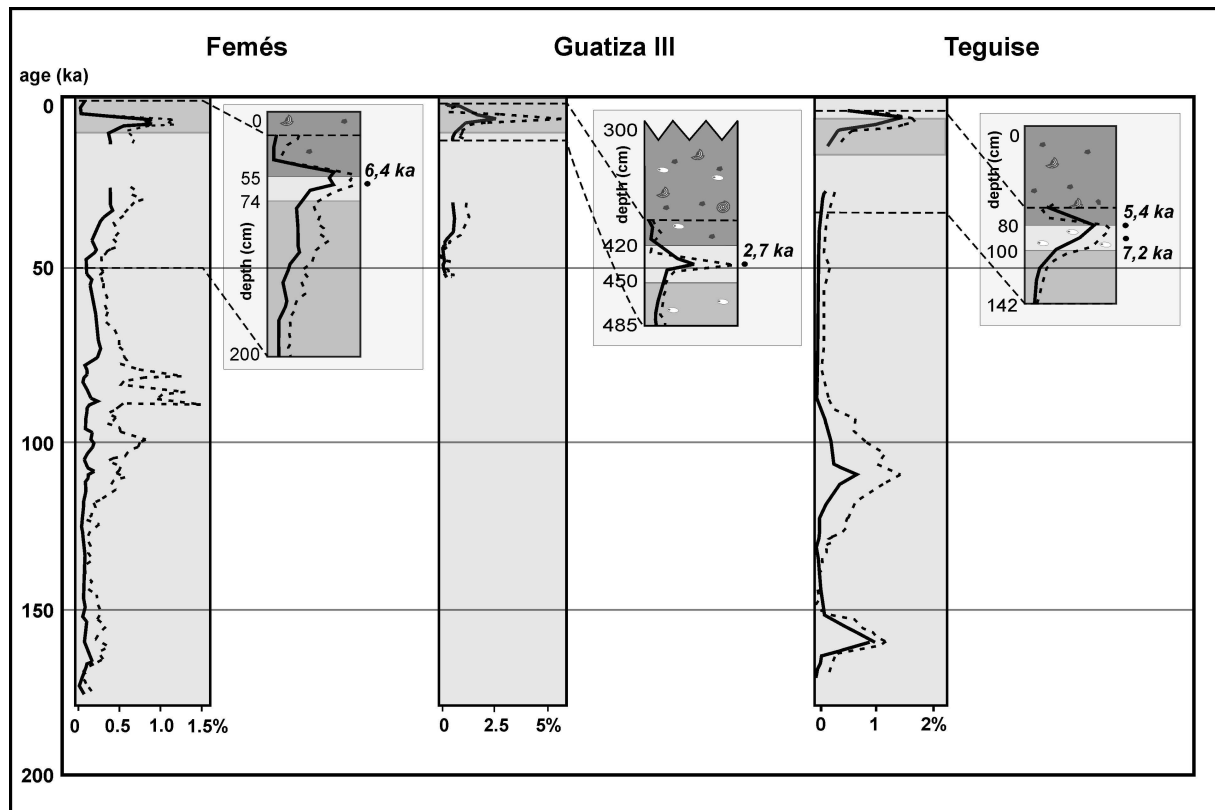 Femés
Guatiza III
Teguise
age (ka)
0
50
100
150
200
0
55
74
200
depth (cm)
6,4 ka
300
420
450
485
depth (cm)
2,7 ka
0
80
100
142
depth (cm)
5,4 ka
7,2 ka
0 0.5 1.0 1.5%
0 2.5 5%
0 1 2%